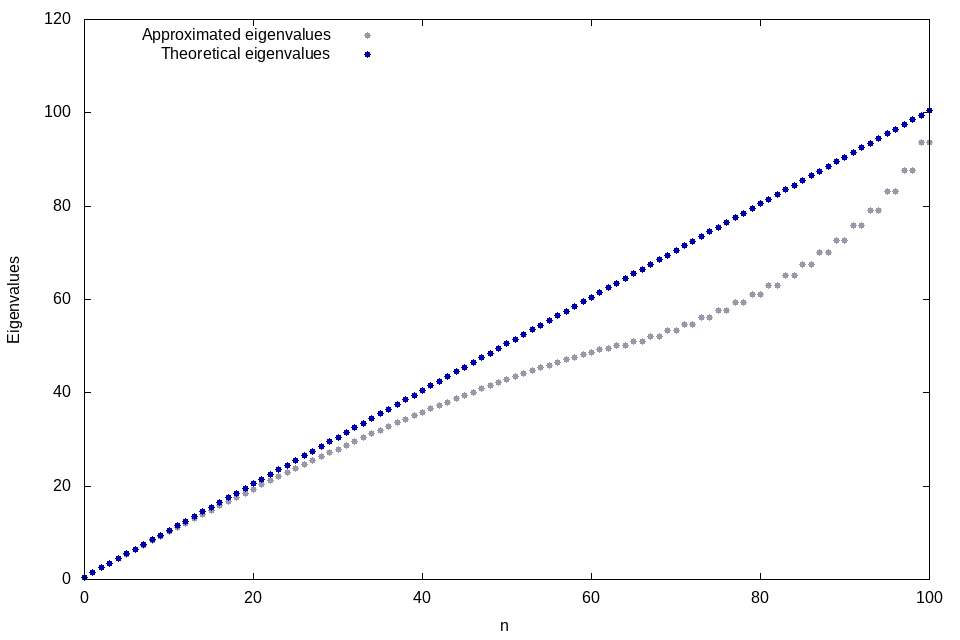 120
100
80
60
40
20
0
Approximated eigenvalues
Theoretical eigenvalues
Eigenvalues
0 20 40 60 80 100
n